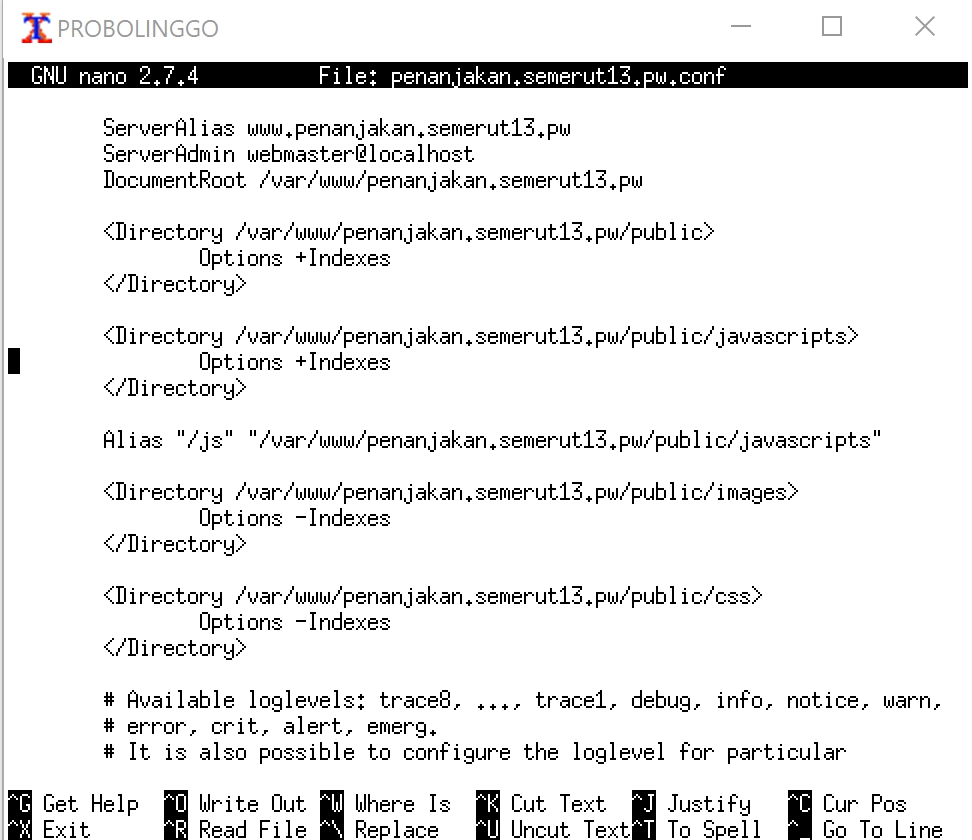 PROBOLINGGO
GNU nano 2.7.4 File: penanjakan.semerut13.pw.conf
ServerAlias www.penanjakan.semerut13.pw
ServerAdmin webmaster@localhost
DocumentRoot /var/www/penanjakan.semerut13.pw
<Directory /var/www/penanjakan.semerut13.pw/public>
Options +Indexes
</Directory>
<Directory /var/www/penanjakan.semerut13.pw/public/javascripts>
Options +Indexes
</Directory>
Alias "/js" "/var/www/penanjakan.semerut13.pw/public/javascripts"
<Directory /var/www/penanjakan.semerut13.pw/public/images>
Options -Indexes
</Directory>
<Directory /var/www/penanjakan.semerut13.pw/public/css>
Options -Indexes
</Directory>
# Available loglevels: trace8, ..., trace1, debug, info, notice, warn,
# error, crit, alert, emerg.
# It is also possible to configure the loglevel for particular
^G Get Help ^O Write Out ^W Where Is ^K Cut Text ^J Justify ^C Cur Pos
^X Exit ^R Read File ^\ Replace ^U Uncut Text ^T To Spell ^_ Go To Line